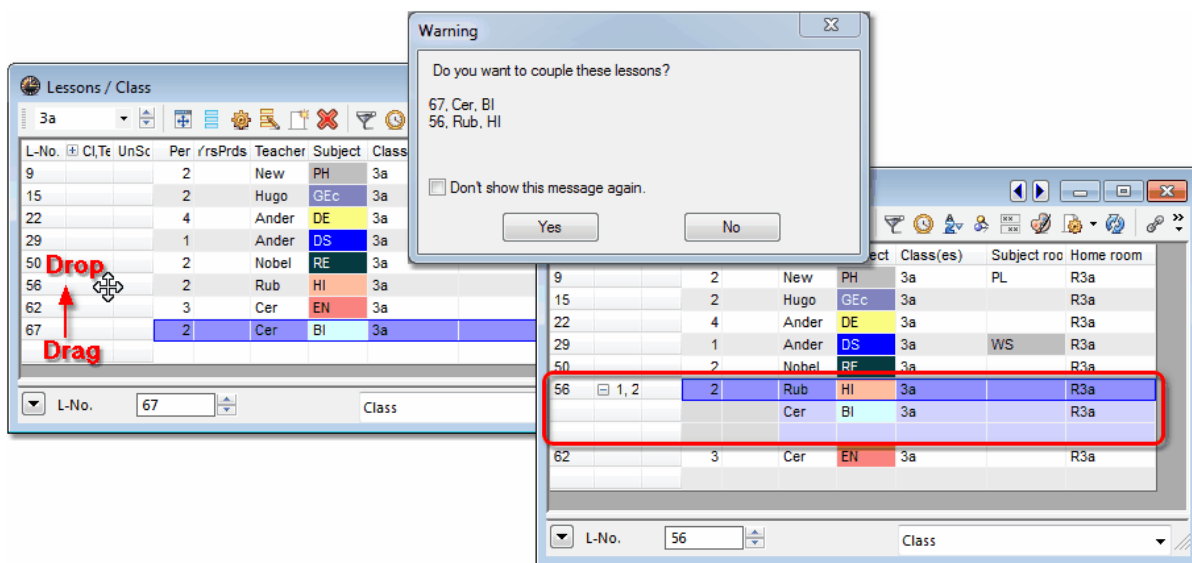 Warning
Do you want to couple these lessons?
67, Cer, BI
56, Rub, HI
Don't show this message again.
Yes No
Lessons / Class
3a
L-No. Cl,Te UnSc Per YrsPrds Teacher Subject Class
9 2 New PH 3a
15 2 Hugo GEc 3a
22 4 Ander DE 3a
29 1 Ander DS 3a
50 2 Nobel RE 3a
56 2 Rub HI 3a
62 3 Cer EN 3a
67 2 Cer BI 3a
Drop
Drag
L-No. 67 Class
ect Class(es) Subject roo Home room
9 2 New PH 3a PL R3a
15 2 Hugo GEc 3a R3a
22 4 Ander DE 3a R3a
29 1 Ander DS 3a WS R3a
50 2 Nobel RE 3a R3a
56 1, 2 2 Rub HI 3a R3a
Cer BI 3a R3a
62 3 Cer EN 3a R3a
L-No. 56 Class